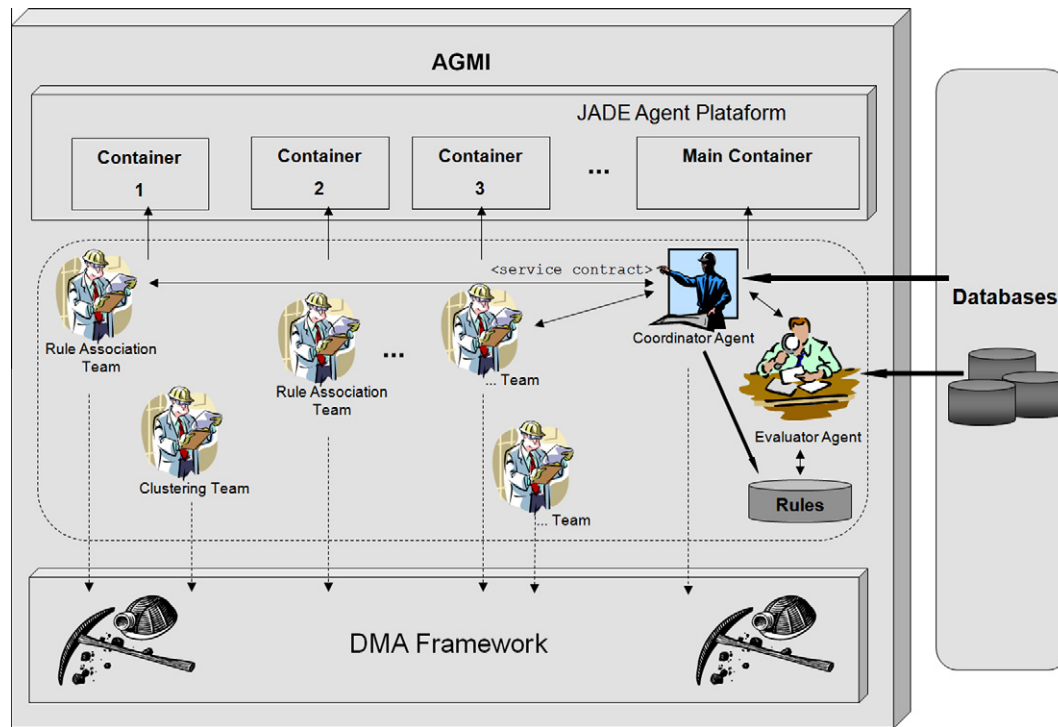 AGMI
JADE Agent Plataform
Container
1
Container
2
Container
3
...
Main Container
<service contract>
Databases
Rule Association
Team
Rule Association
Team
...
... Team
Coordinator Agent
Clustering Team
... Team
Evaluator Agent
Rules
DMA Framework